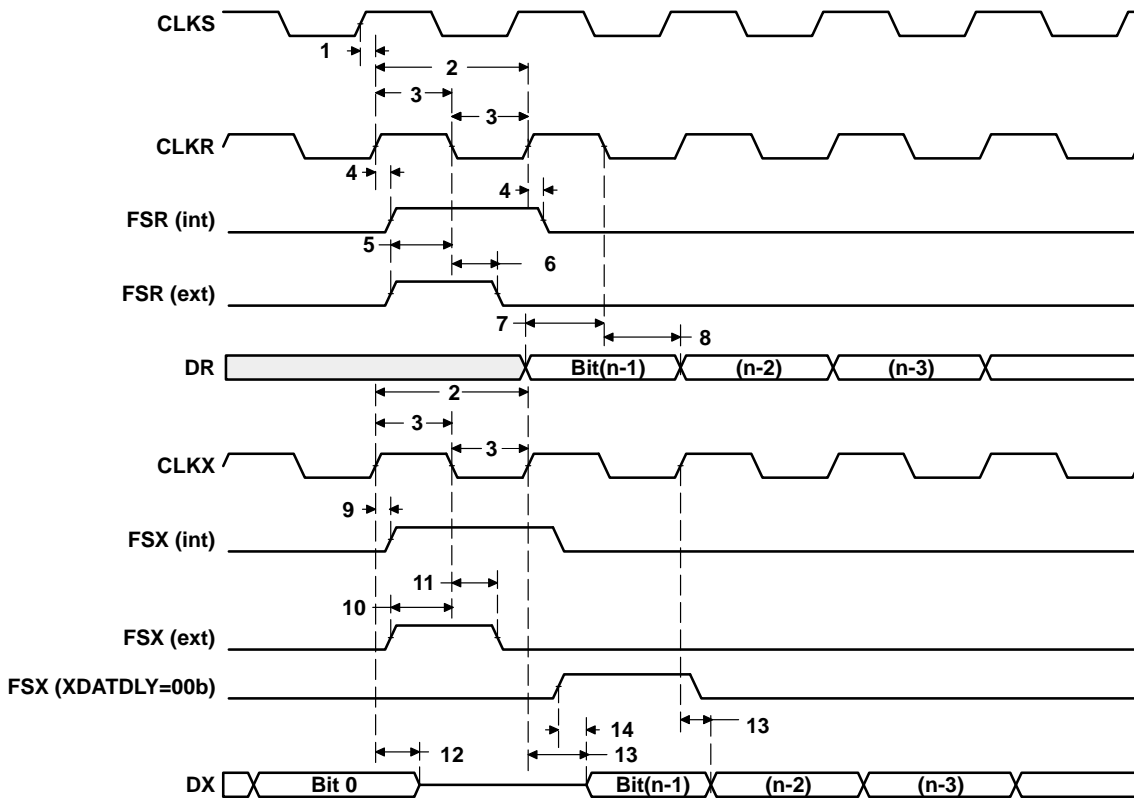 CLKS
1
2
3
3
CLKR
4
4
FSR (int)
5
6
FSR (ext)
7
8
DR
Bit(n-1)
(n-2)
(n-3)
2
3
3
CLKX
9
FSX (int)
11
10
FSX (ext)
FSX (XDATDLY=00b)
14
13
12
13
DX
Bit 0
Bit(n-1)
(n-2)
(n-3)